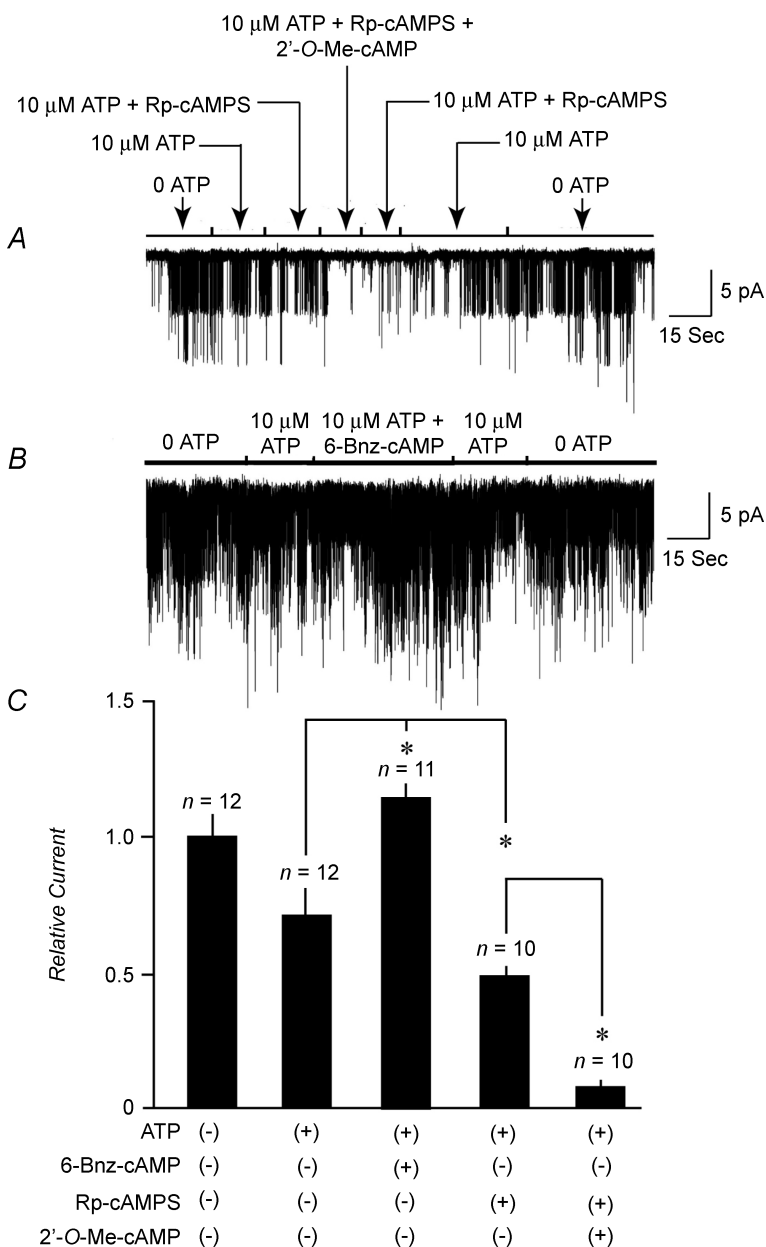 10 μM ATP + Rp-cAMPS +
2'-O-Me-cAMP
10 μM ATP + Rp-cAMPS
10 μM ATP + Rp-cAMPS
10 μM ATP
10 μM ATP
0 ATP
0 ATP
A
5 pA
15 Sec
0 ATP
10 μM
ATP
10 μM ATP +
6-Bnz-cAMP
10 μM
ATP
0 ATP
B
5 pA
15 Sec
C
1.5
1.0
0.5
0
Relative Current
n = 12
n = 12
*
n = 11
*
n = 10
*
n = 10
ATP (-) (+) (+) (+) (+)
6-Bnz-cAMP (-) (-) (+) (-) (-)
Rp-cAMPS (-) (-) (-) (+) (+)
2'-O-Me-cAMP (-) (-) (-) (-) (+)